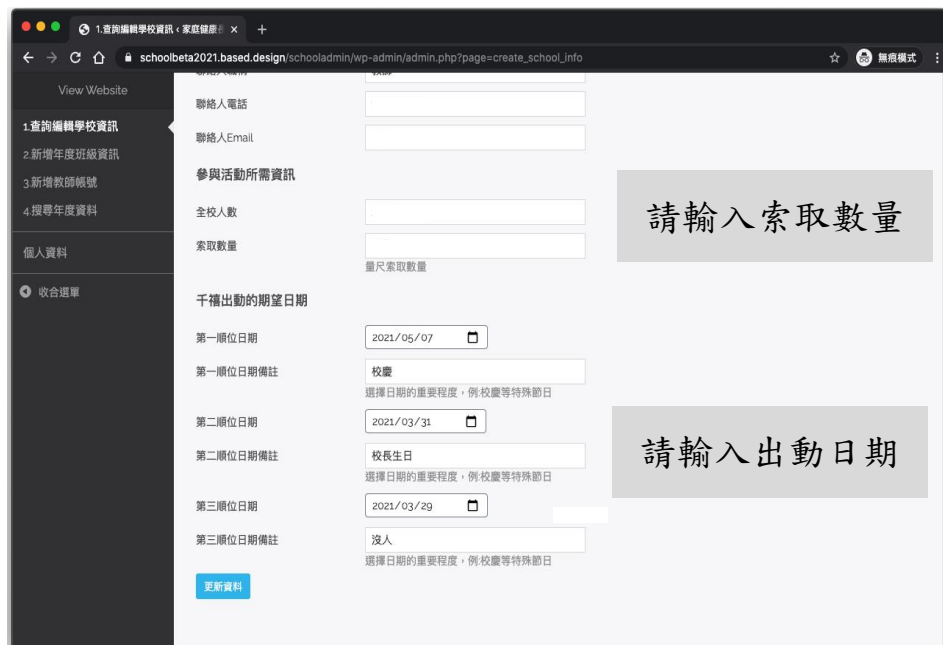 1.查詢編輯學校資訊 ‹ 家庭健康
schoolbeta2021.based.design/schooladmin/wp-admin/admin.php?page=create_school_info
無痕模式
View Website
1.查詢編輯學校資訊
2.新增年度班級資訊
3.新增教師帳號
4.搜尋年度資料
個人資料
收合選單
聯絡人電話
聯絡人Email
參與活動所需資訊
全校人數
索取數量
量尺索取數量
千禧出動的期望日期
第一順位日期
2021/05/07
第一順位日期備註
校慶
選擇日期的重要程度，例:校慶等特殊節日
第二順位日期
2021/03/31
第二順位日期備註
校長生日
選擇日期的重要程度，例:校慶等特殊節日
第三順位日期
2021/03/29
第三順位日期備註
沒人
選擇日期的重要程度，例:校慶等特殊節日
更新資料
請輸入索取數量
請輸入出動日期